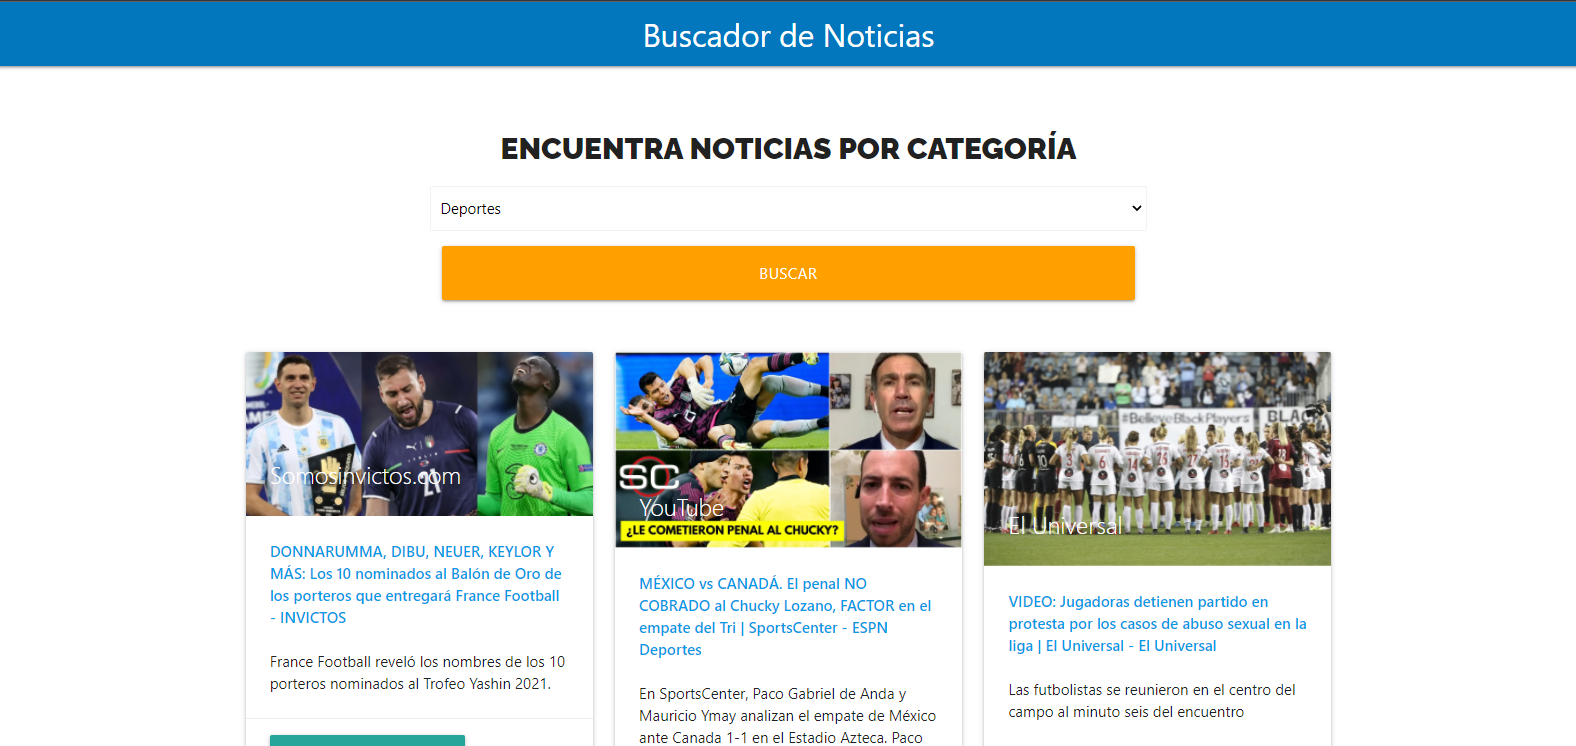 Buscador de Noticias
ENCUENTRA NOTICIAS POR CATEGORÍA
Deportes
BUSCAR
Somosinvictos.com
21
DONNARUMMA, DIBU, NEUER, KEYLOR Y
MÁS: Los 10 nominados al Balón de Oro de
los porteros que entregará France Football
- INVICTOS
France Football reveló los nombres de los 10
porteros nominados al Trofeo Yashin 2021.
SC
YouTube
¿LE COMETIERON PENAL AL CHUCKY?
MÉXICO vs CANADÁ. El penal NO
COBRADO al Chucky Lozano, FACTOR en el
empate del Tri | SportsCenter - ESPN
Deportes
En SportsCenter, Paco Gabriel de Anda y
Mauricio Ymay analizan el empate de México
ante Canada 1-1 en el Estadio Azteca. Paco
#BelieveBlackPlayers
BLAC
El Universal
VIDEO: Jugadoras detienen partido en
protesta por los casos de abuso sexual en la
liga | El Universal - El Universal
Las futbolistas se reunieron en el centro del
campo al minuto seis del encuentro